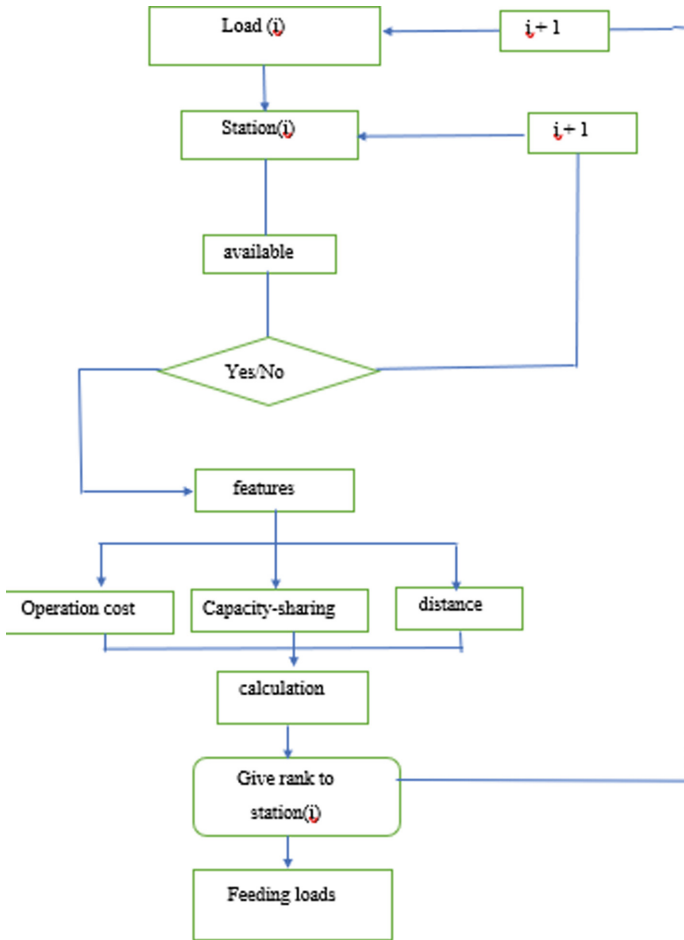 Load (i)
i + 1
Station(i)
i + 1
available
Yes/No
features
Operation cost
Capacity-sharing
distance
calculation
Give rank to
station(i)
Feeding loads